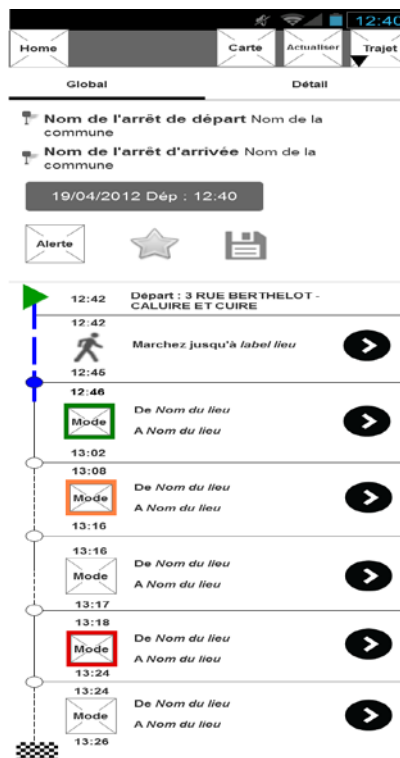 12:40
Home
Carte
Actualiser
Trajet
Global
Détail
Nom de l'arrêt de départ Nom de la
commune
Nom de l'arrêt d'arrivée Nom de la
commune
19/04/2012 Dép : 12:40
Alerte
12:42
Départ : 3 RUE BERTHELOT -
CALUIRE ET CUIRE
12:42
Marchez jusqu'à label lieu
12:45
12:46
De Nom du lieu
Mode
A Nom du lieu
13:02
13:08
De Nom du lieu
Mode
A Nom du lieu
13:16
13:16
De Nom du lieu
Mode
A Nom du lieu
13:17
13:18
De Nom du lieu
Mode
A Nom du lieu
13:24
13:24
De Nom du lieu
Mode
A Nom du lieu
13:26